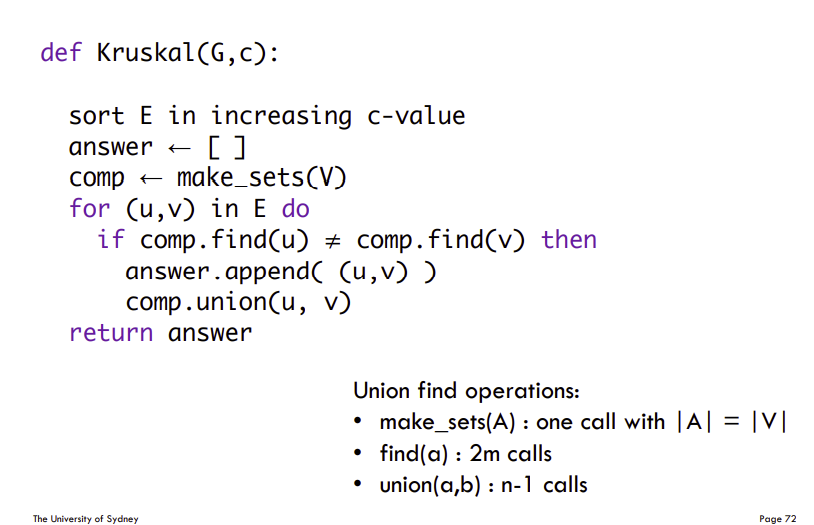 def Kruskal(G,c):
sort E in increasing c-value
answer ← [ ]
comp ← make_sets(V)
for (u,v) in E do
if comp.find(u) ≠ comp.find(v) then
answer.append( (u,v) )
comp.union(u, v)
return answer
Union find operations:
• make_sets(A) : one call with |A| = |V|
• find(a) : 2m calls
• union(a,b) : n-1 calls
The University of Sydney
Page 72